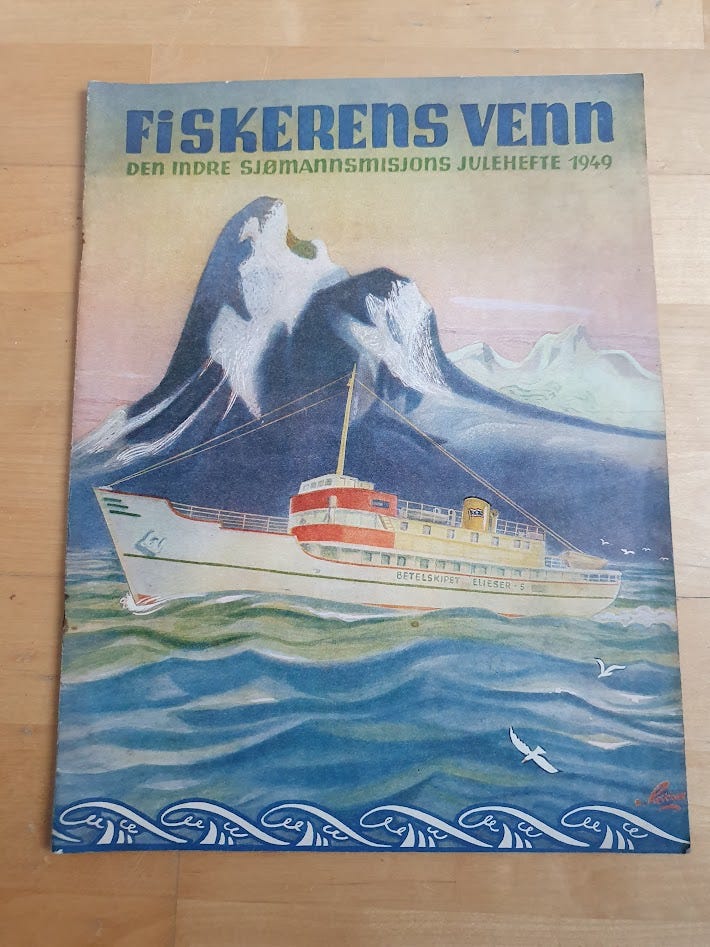 FiSKERENS VENN
DEN INDRE SJØMANNSMISJONS JULEHEFTE 1949
BETELSKIPET ELIESER - 5